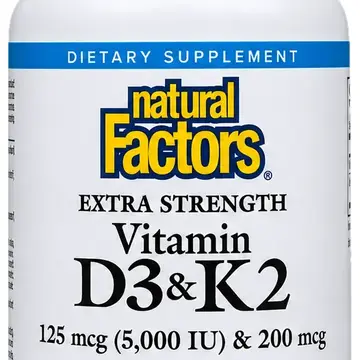 DIETARY SUPPLEMENT
natural
Factors®
EXTRA STRENGTH
Vitamin
D3&K2
125 mcg (5,000 IU) & 200 mcg